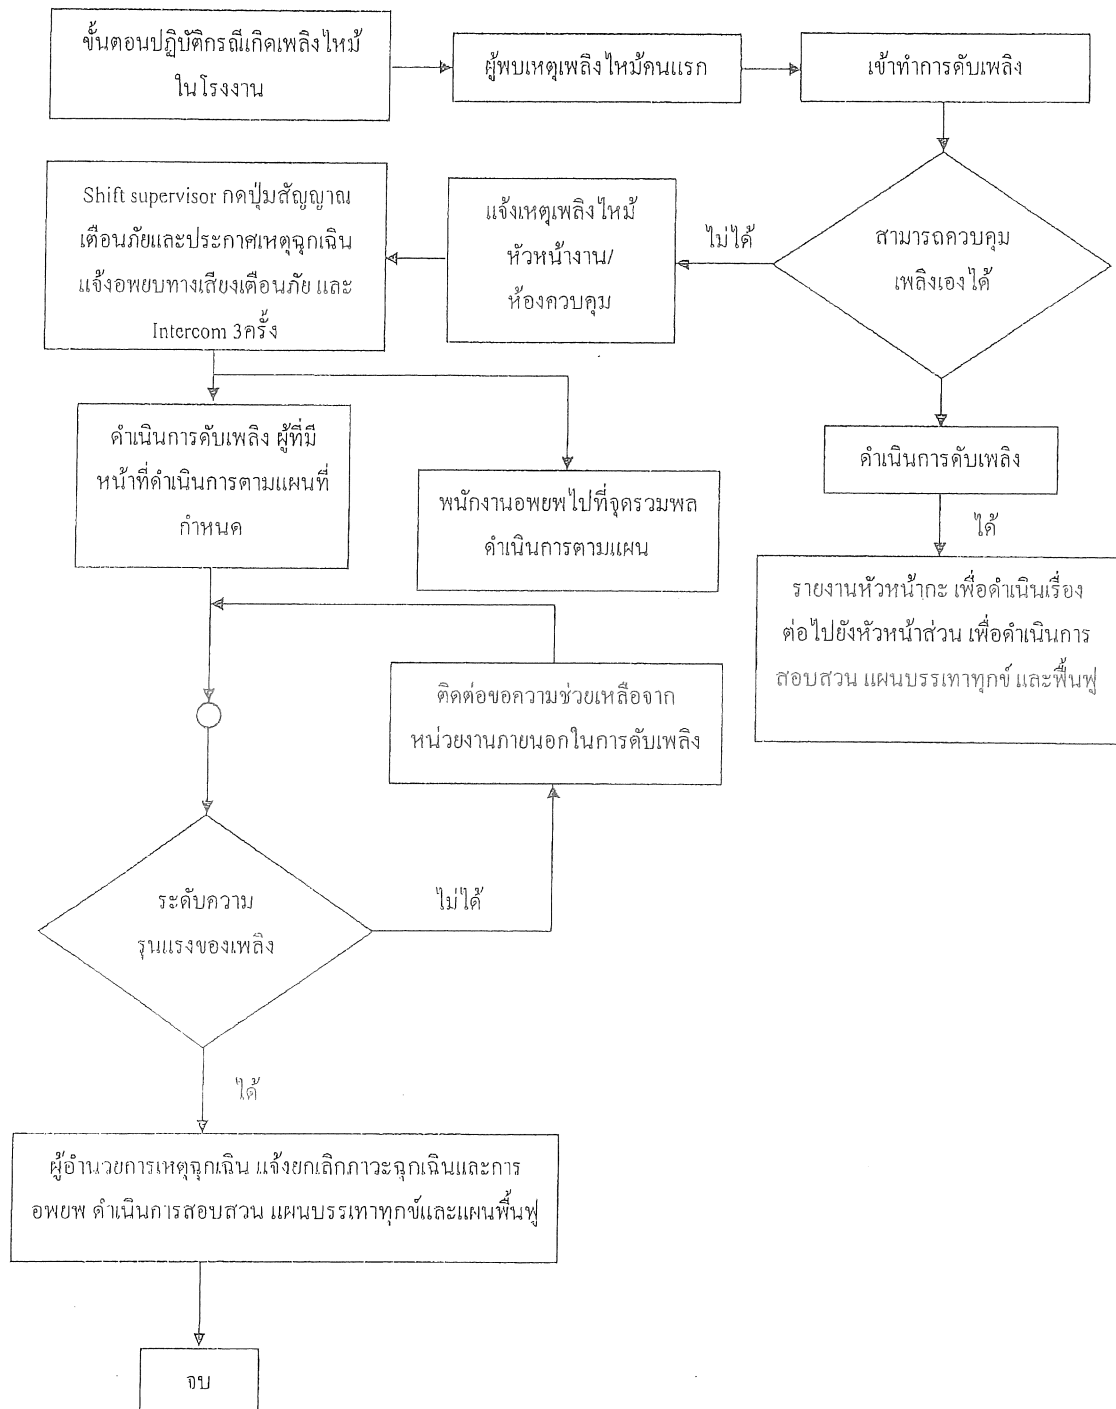 ขั้นตอนปฏิบัติกรณีเกิดเพลิงไหม้
ในโรงงาน
ผู้พบเหตุเพลิงไหม้คนแรก
เข้าทำการดับเพลิง
สามารถควบคุม
เพลิงเองได้
ไม่ได้
แจ้งเหตุเพลิงไหม้
หัวหน้างาน/
ห้องควบคุม
Shift supervisor กดปุ่มสัญญาณ
เตือนภัยและประกาศเหตุฉุกเฉิน
แจ้งอพยบทางเสียงเตือนภัย และ
Intercom 3ครั้ง
ดำเนินการดับเพลิง ผู้ที่มี
หน้าที่ดำเนินการตามแผนที่
กำหนด
พนักงานอพยพไปที่จุดรวมพล
ดำเนินการตามแผน
ดำเนินการดับเพลิง
ได้
รายงานหัวหน้ากะ เพื่อดำเนินเรื่อง
ต่อไปยังหัวหน้าส่วน เพื่อดำเนินการ
สอบสวน แผนบรรเทาทุกข์ และฟื้นฟู
ติดต่อขอความช่วยเหลือจาก
หน่วยงานภายนอกในการดับเพลิง
ระดับความ
รุนแรงของเพลิง
ไม่ได้
ได้
ผู้อำนวยการเหตุฉุกเฉิน แจ้งยกเลิกภาวะฉุกเฉินและการ
อพยพ ดำเนินการสอบสวน แผนบรรเทาทุกข์และแผนฟื้นฟู
จบ